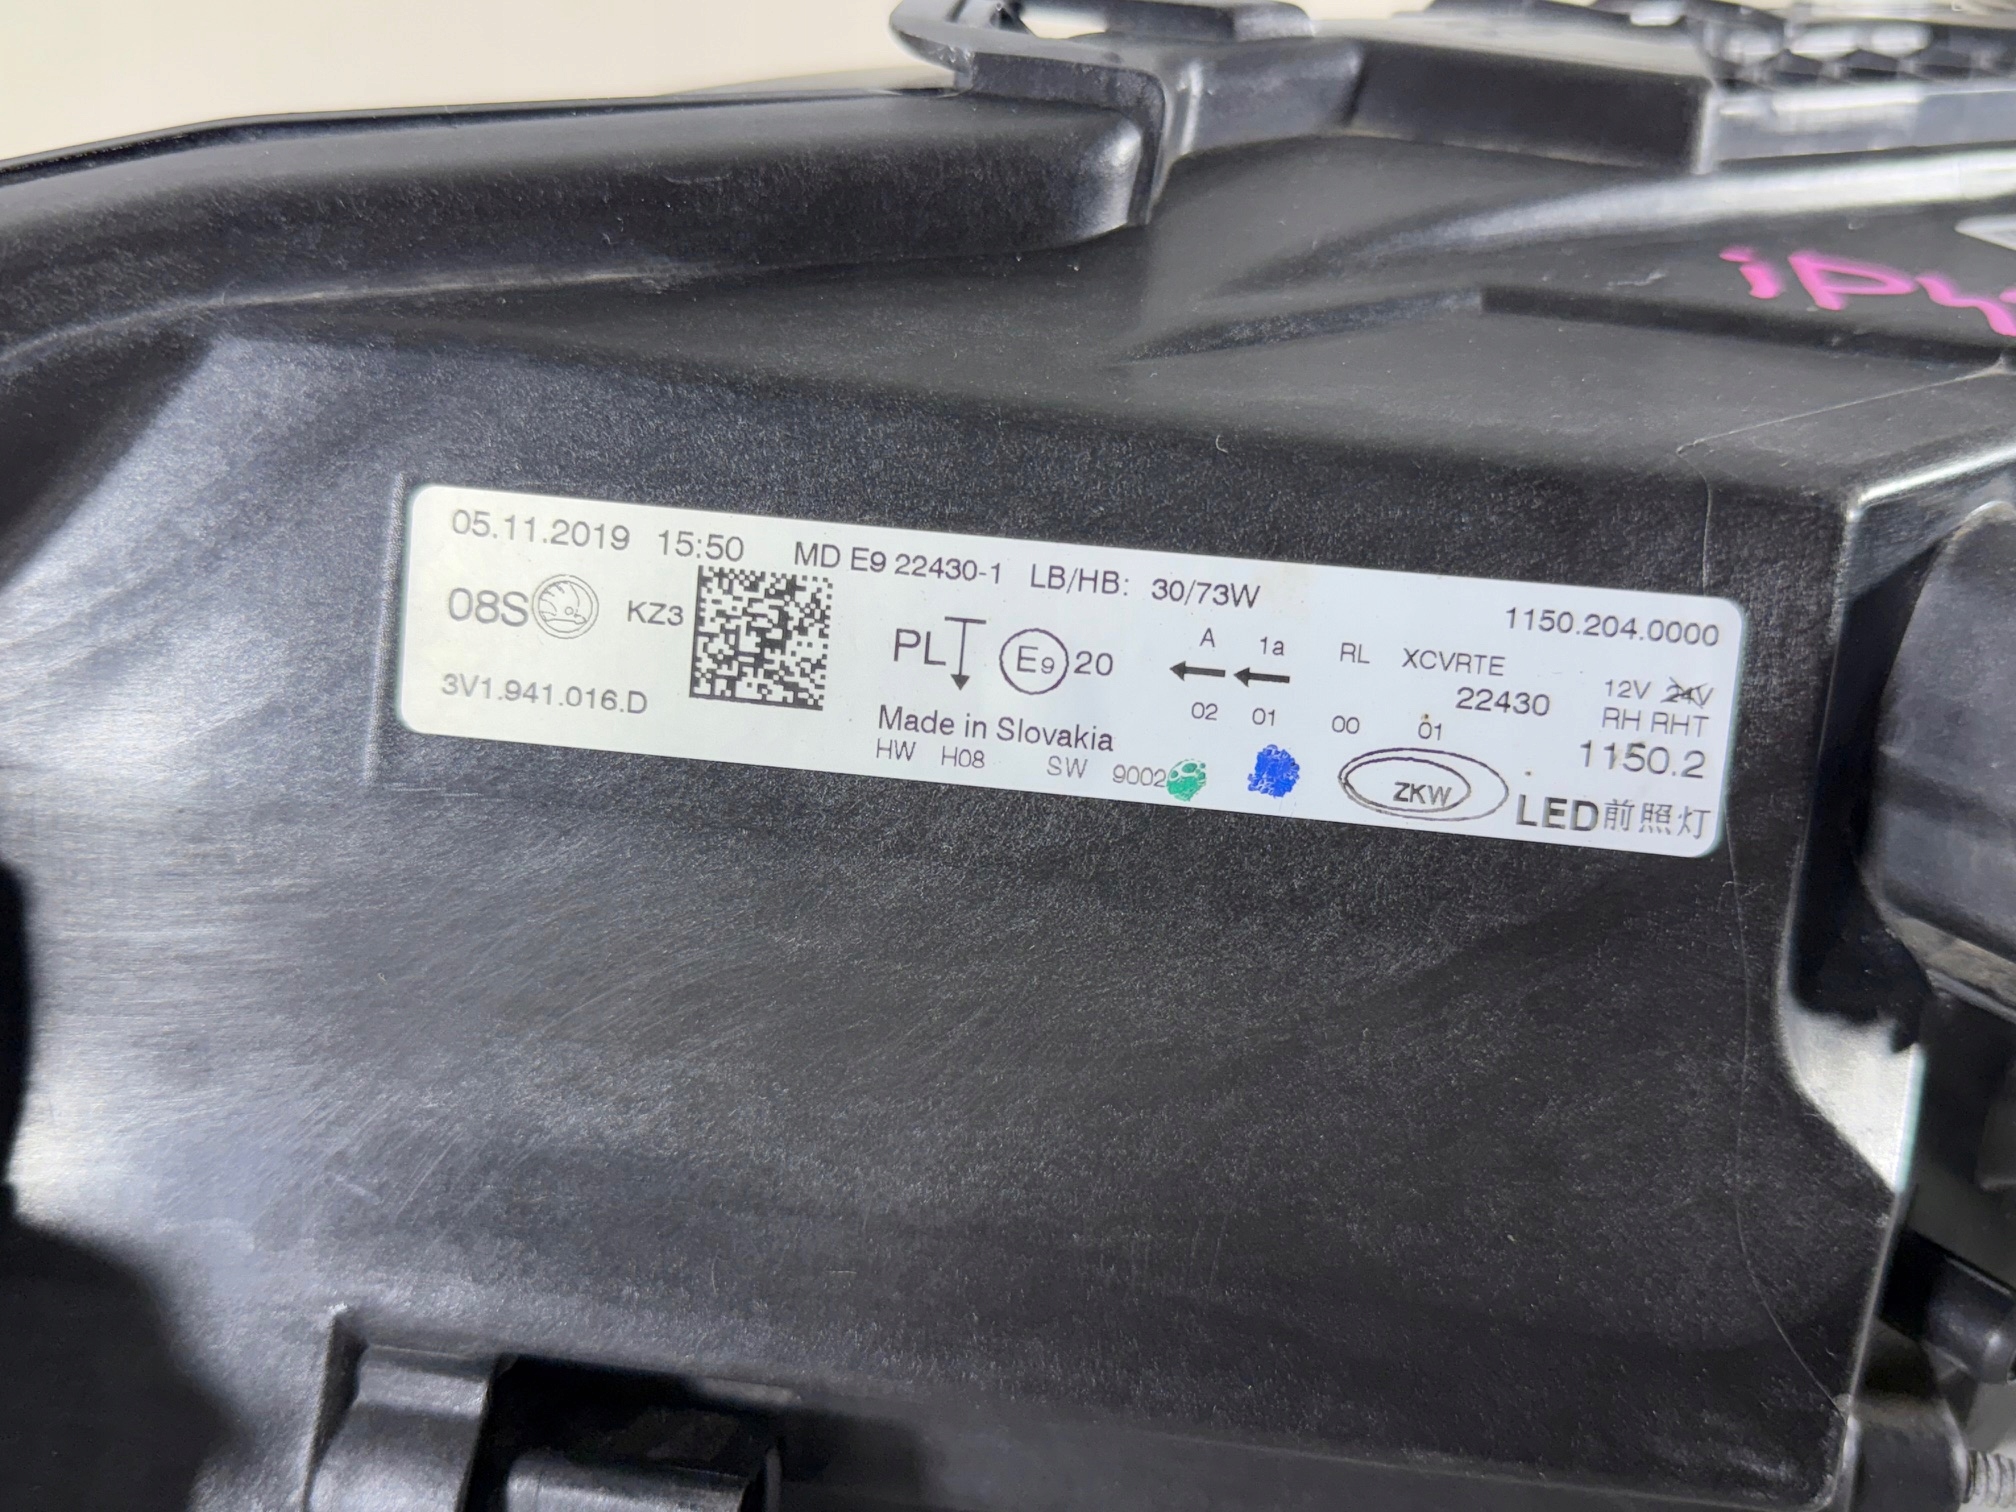 05.11.2019 15:50 MD E9 22430-1 LB/HB: 30/73W 1150.204.0000
08S KZ3 PL E9 20 A 1a RL XCVRTE 12V 24V
3V1.941.016.D 02 01 00 01 22430 RH RHT
Made in Slovakia 1150.2
HW H08 SW 9002 ZKW LED前照灯